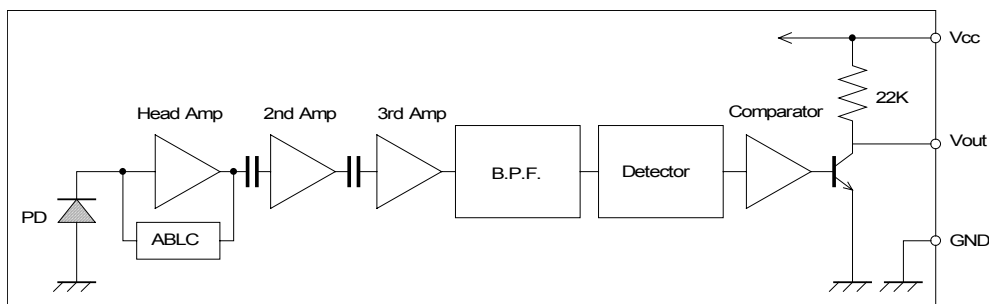 Vcc
22K
Head Amp
2nd Amp
3rd Amp
Comparator
Vout
B.P.F.
Detector
PD
ABLC
GND